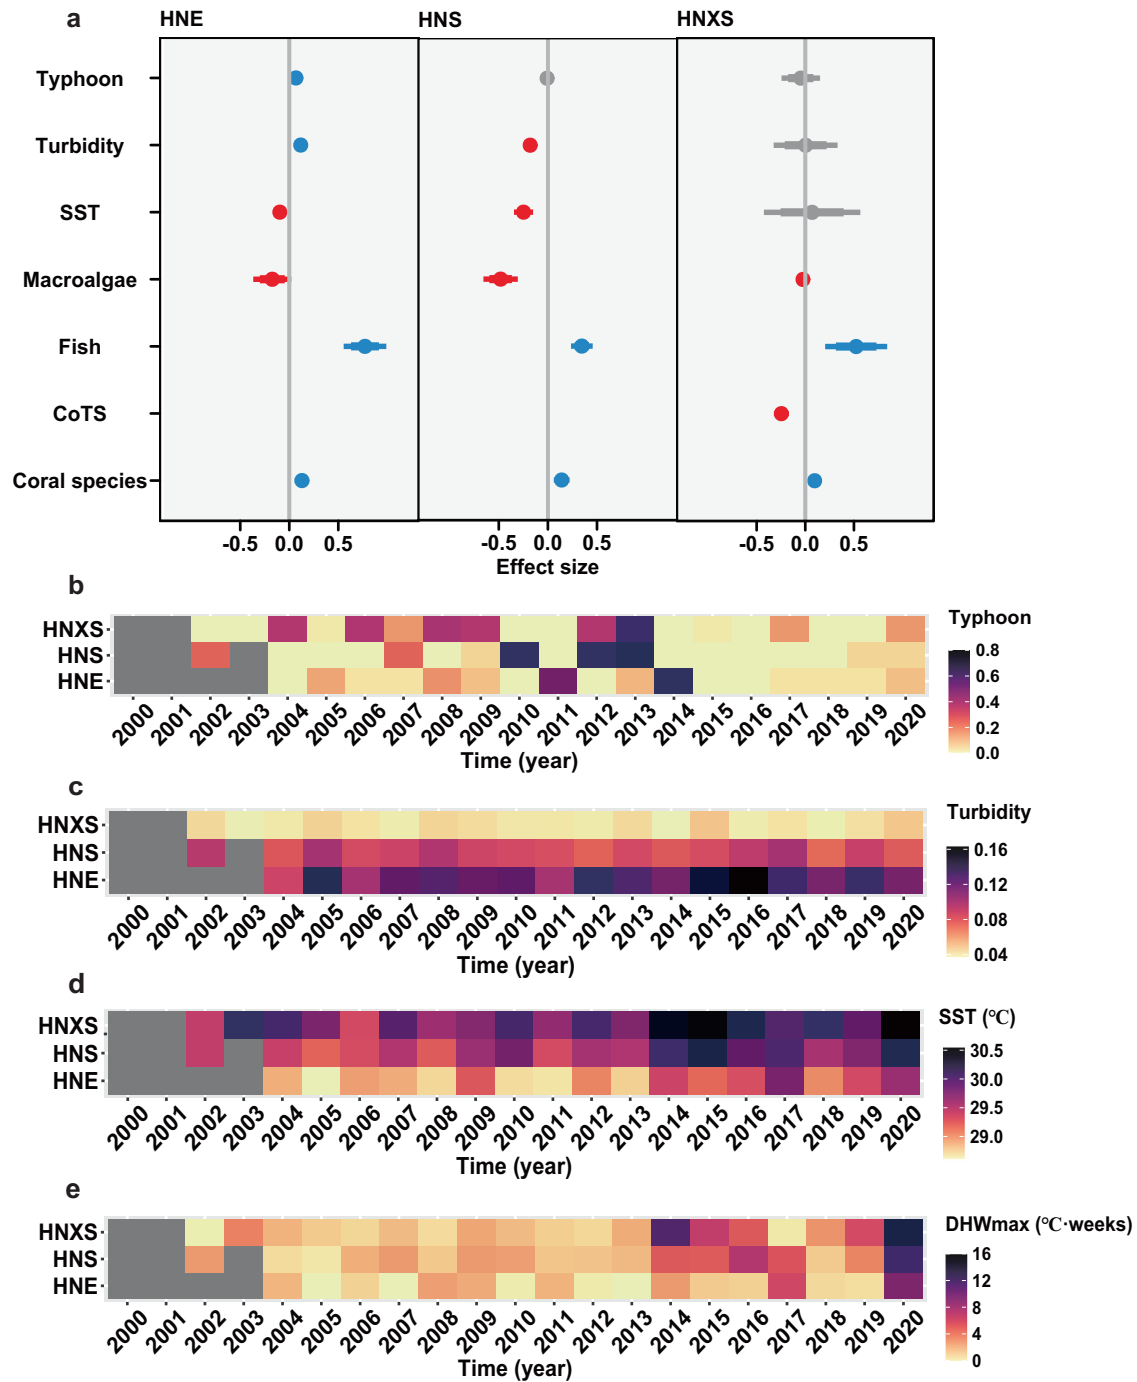 a
HNE HNS HNXS
Typhoon
Turbidity
SST
Macroalgae
Fish
CoTS
Coral species
-0.5 0.0 0.5 -0.5 0.0 0.5 -0.5 0.0 0.5
Effect size
b
HNXS
HNS
HNE
2000 2001 2002 2003 2004 2005 2006 2007 2008 2009 2010 2011 2012 2013 2014 2015 2016 2017 2018 2019 2020
Time (year)
Typhoon
0.8
0.6
0.4
0.2
0.0
c
HNXS
HNS
HNE
2000 2001 2002 2003 2004 2005 2006 2007 2008 2009 2010 2011 2012 2013 2014 2015 2016 2017 2018 2019 2020
Time (year)
Turbidity
0.16
0.12
0.08
0.04
d
HNXS
HNS
HNE
2000 2001 2002 2003 2004 2005 2006 2007 2008 2009 2010 2011 2012 2013 2014 2015 2016 2017 2018 2019 2020
Time (year)
SST (℃)
30.5
30.0
29.5
29.0
e
HNXS
HNS
HNE
2000 2001 2002 2003 2004 2005 2006 2007 2008 2009 2010 2011 2012 2013 2014 2015 2016 2017 2018 2019 2020
Time (year)
DHWmax (℃·weeks)
16
12
8
4
0